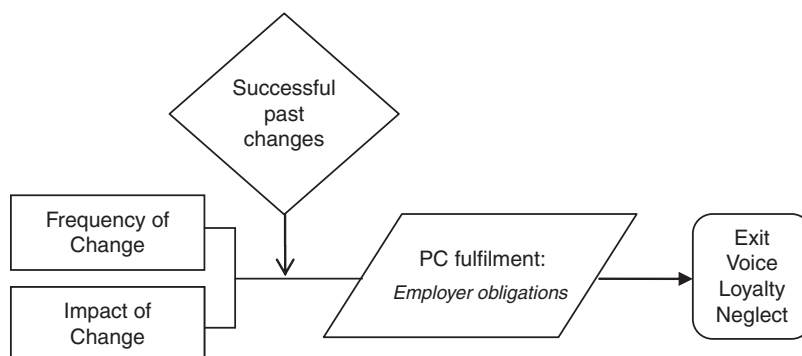 Successful
past
changes
Frequency of
Change
Impact of
Change
PC fulfilment:
Employer obligations
Exit
Voice
Loyalty
Neglect